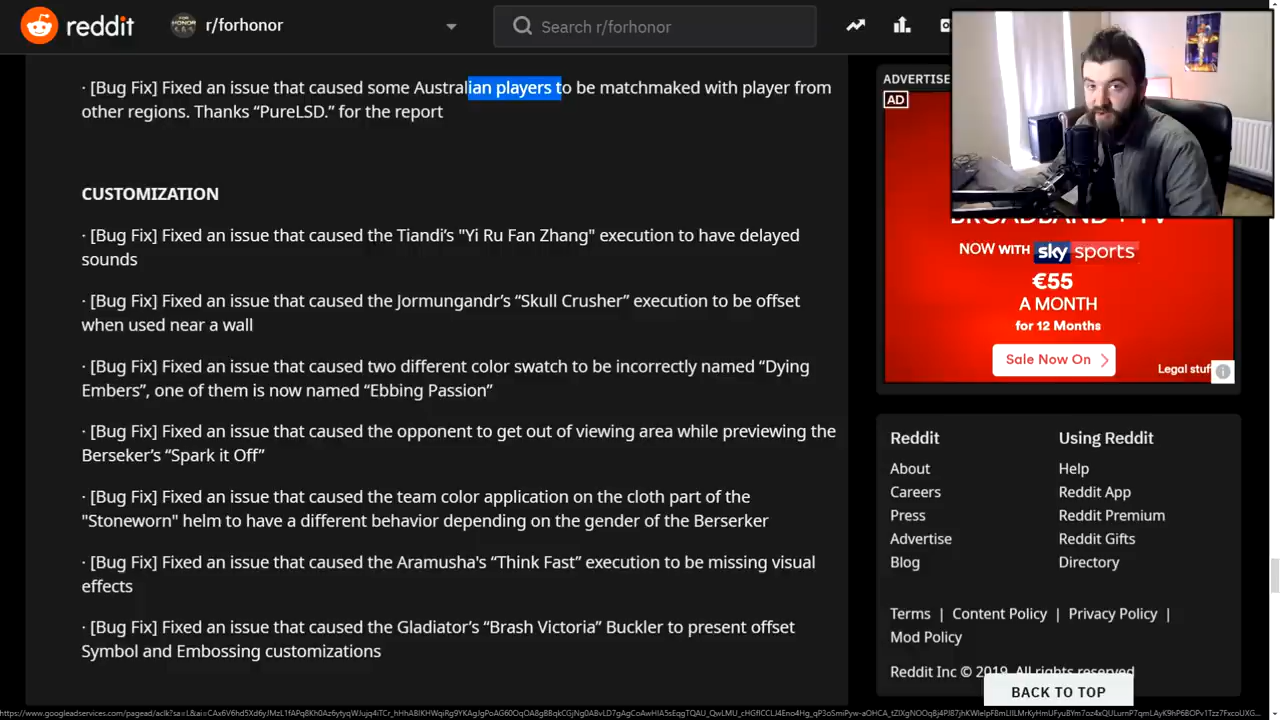 reddit
r/forhonor
Search r/forhonor
· [Bug Fix] Fixed an issue that caused some Australian players to be matchmaked with player from
other regions. Thanks “PureLSD.” for the report
CUSTOMIZATION
· [Bug Fix] Fixed an issue that caused the Tiandi’s "Yi Ru Fan Zhang" execution to have delayed
sounds
· [Bug Fix] Fixed an issue that caused the Jormungandr’s “Skull Crusher” execution to be offset
when used near a wall
· [Bug Fix] Fixed an issue that caused two different color swatch to be incorrectly named “Dying
Embers”, one of them is now named “Ebbing Passion”
· [Bug Fix] Fixed an issue that caused the opponent to get out of viewing area while previewing the
Berseker’s “Spark it Off”
· [Bug Fix] Fixed an issue that caused the team color application on the cloth part of the
"Stoneworn" helm to have a different behavior depending on the gender of the Berserker
· [Bug Fix] Fixed an issue that caused the Aramusha's “Think Fast” execution to be missing visual
effects
· [Bug Fix] Fixed an issue that caused the Gladiator’s “Brash Victoria” Buckler to present offset
Symbol and Embossing customizations
ADVERTISE
AD
BROADBAND + TV
NOW WITH sky sports
€55
A MONTH
for 12 Months
Sale Now On
Legal stuff
Reddit
Using Reddit
About
Help
Careers
Reddit App
Press
Reddit Premium
Advertise
Reddit Gifts
Blog
Directory
Terms | Content Policy | Privacy Policy |
Mod Policy
Reddit Inc © 2019. All rights reserved
BACK TO TOP